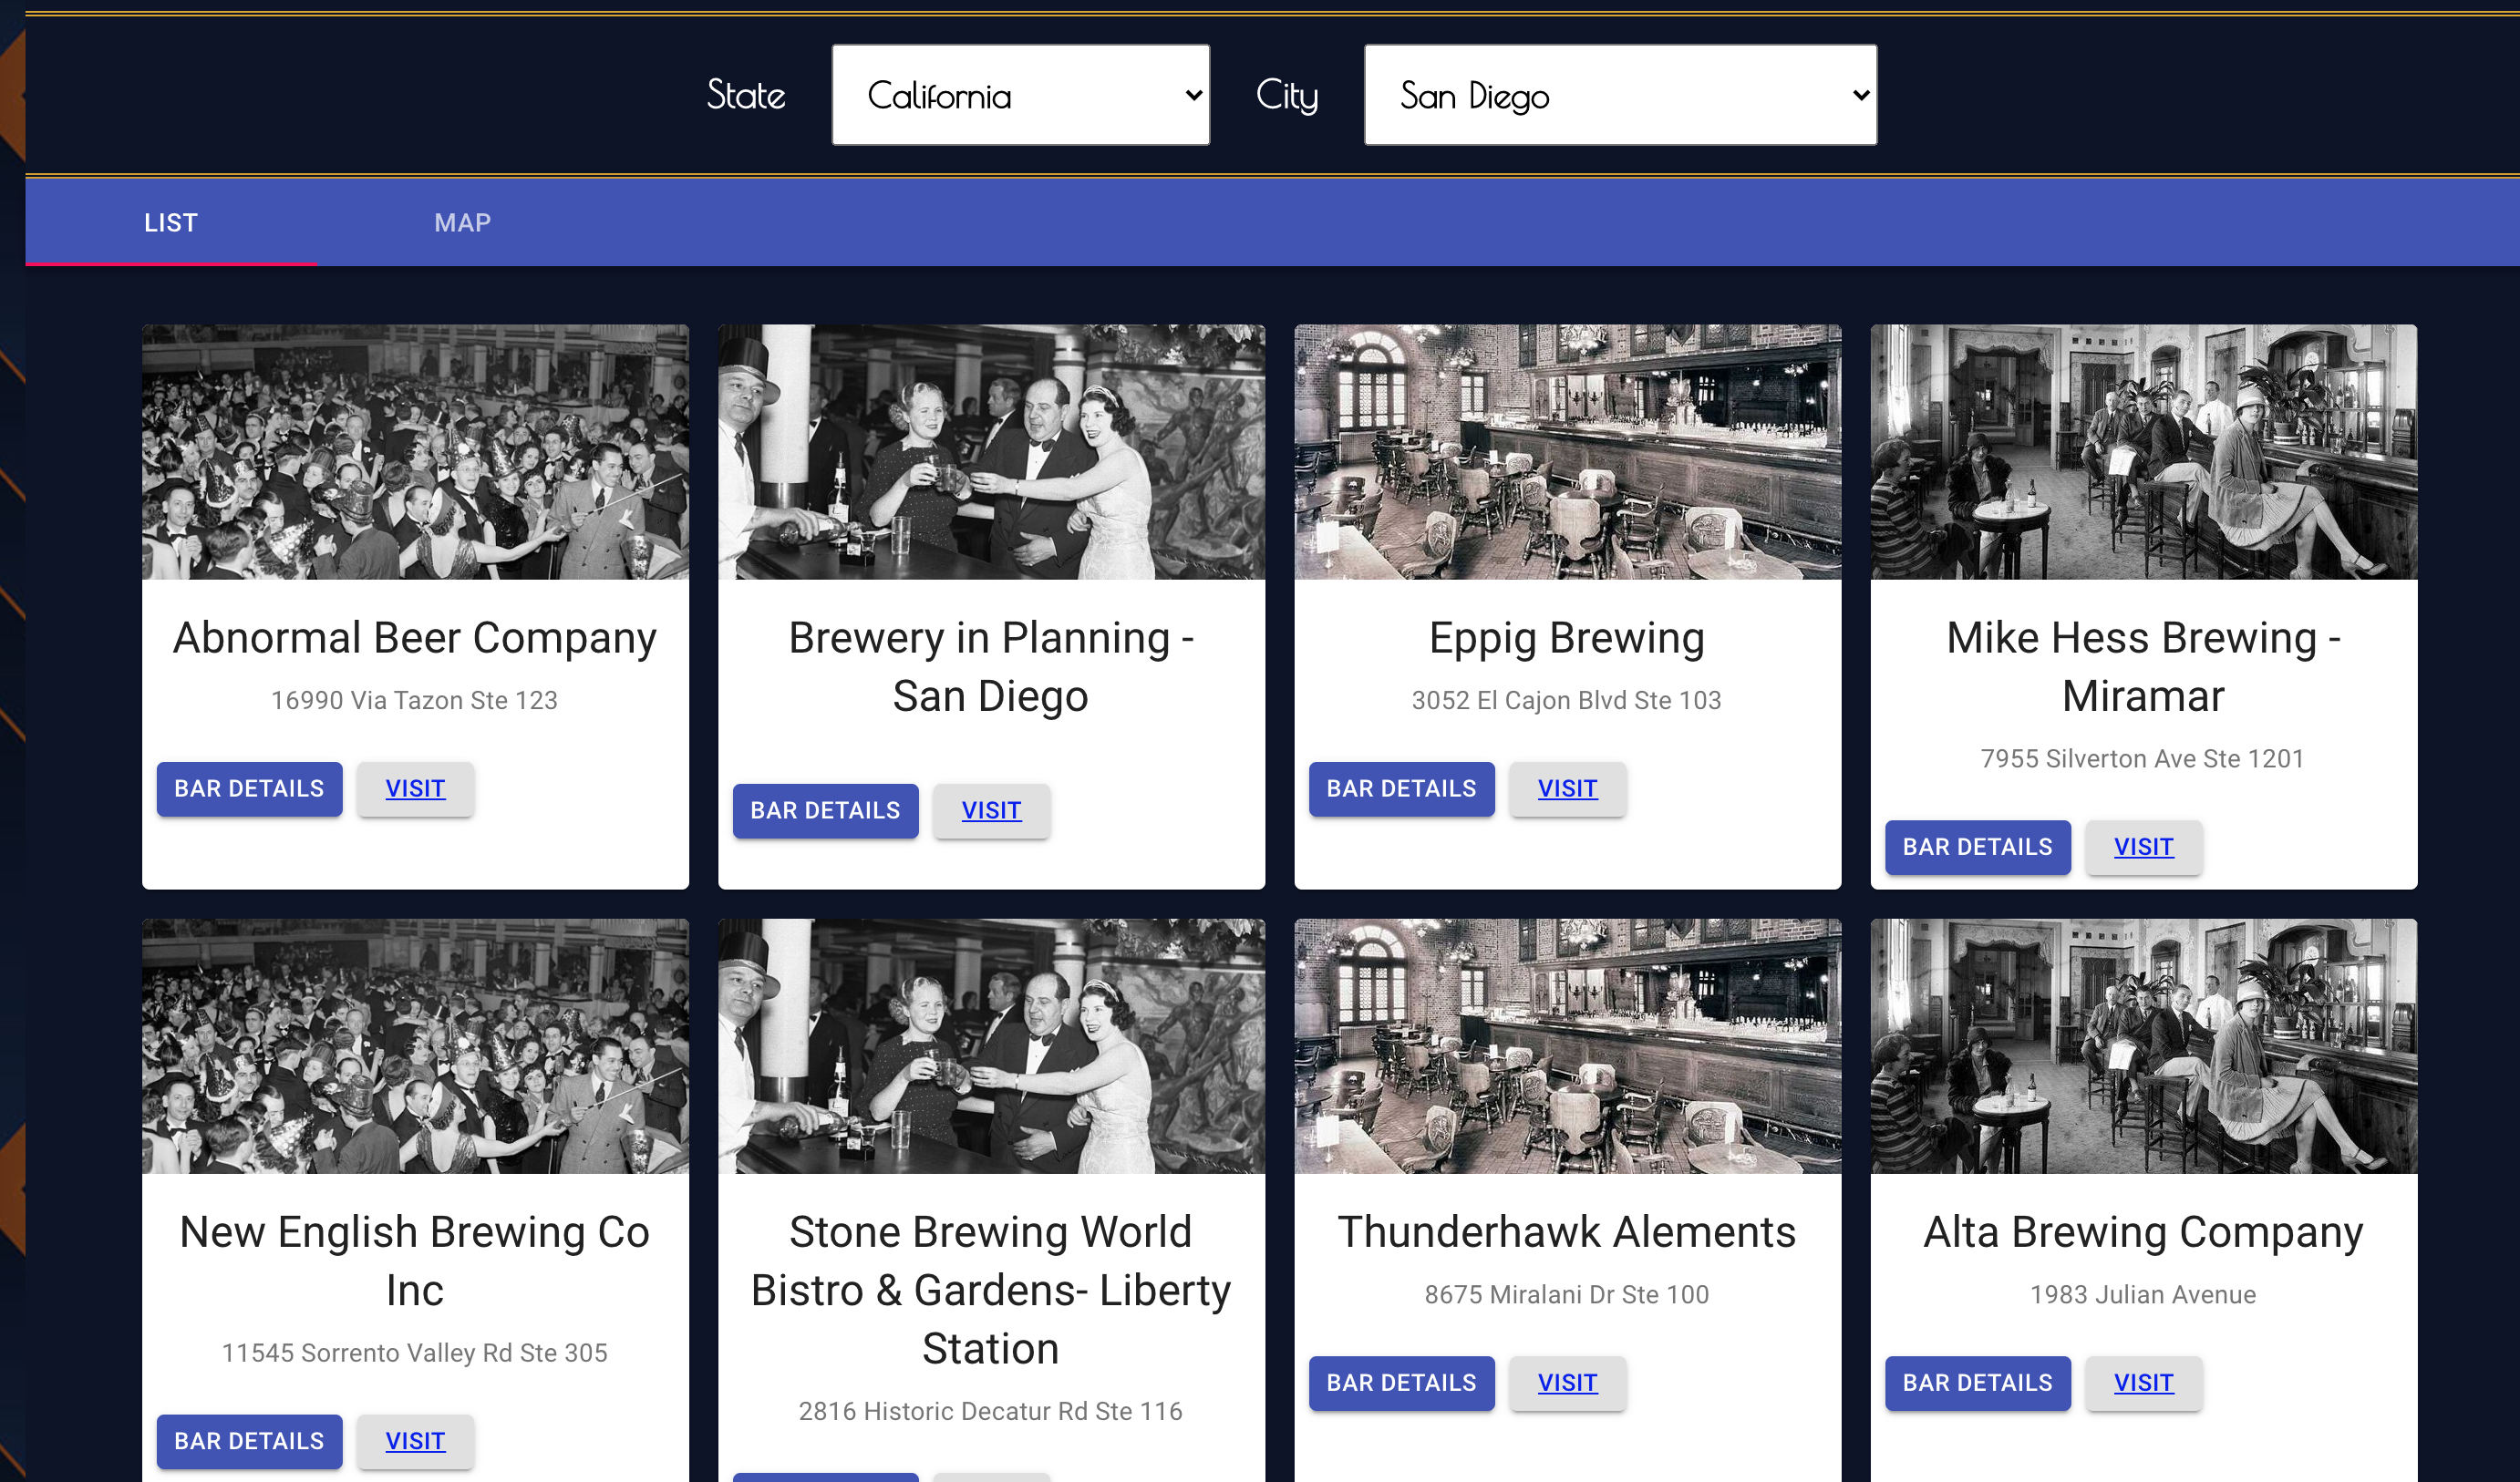 State California City San Diego
LIST MAP
Abnormal Beer Company
16990 Via Tazon Ste 123
BAR DETAILS VISIT
Brewery in Planning -
San Diego
BAR DETAILS VISIT
Eppig Brewing
3052 El Cajon Blvd Ste 103
BAR DETAILS VISIT
Mike Hess Brewing -
Miramar
7955 Silverton Ave Ste 1201
BAR DETAILS VISIT
New English Brewing Co
Inc
11545 Sorrento Valley Rd Ste 305
BAR DETAILS VISIT
Stone Brewing World
Bistro & Gardens- Liberty
Station
2816 Historic Decatur Rd Ste 116
Thunderhawk Alements
8675 Miralani Dr Ste 100
BAR DETAILS VISIT
Alta Brewing Company
1983 Julian Avenue
BAR DETAILS VISIT